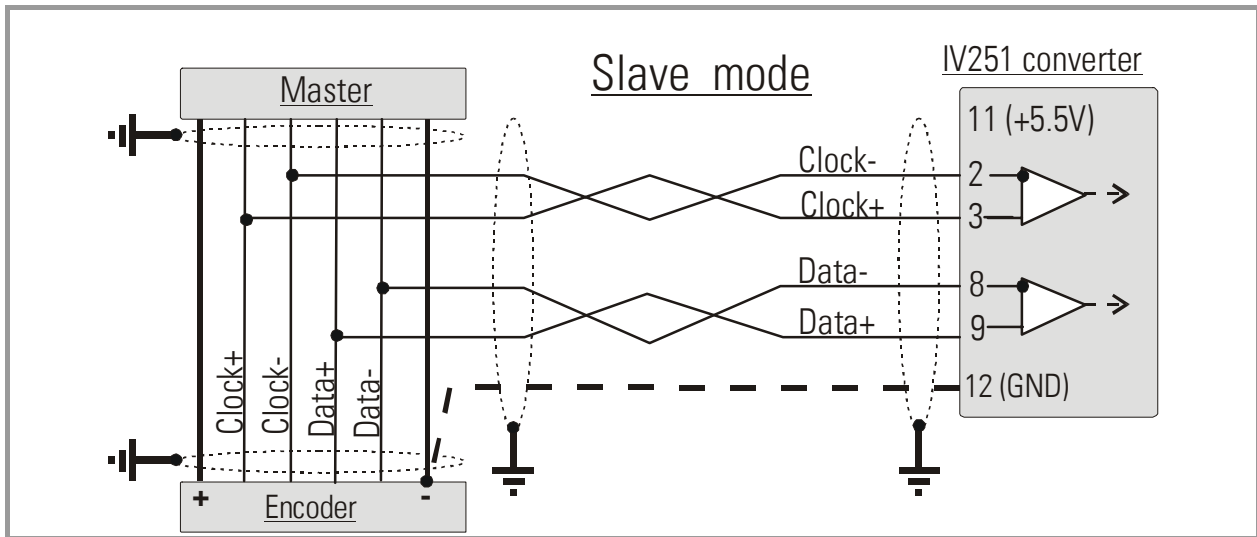 Slave mode
IV251 converter
Master
11 (+5.5V)
Clock-
2
Clock+
3
Data-
8
Data+
9
12 (GND)
Clock+
Clock-
Data+
Data-
+
-
Encoder